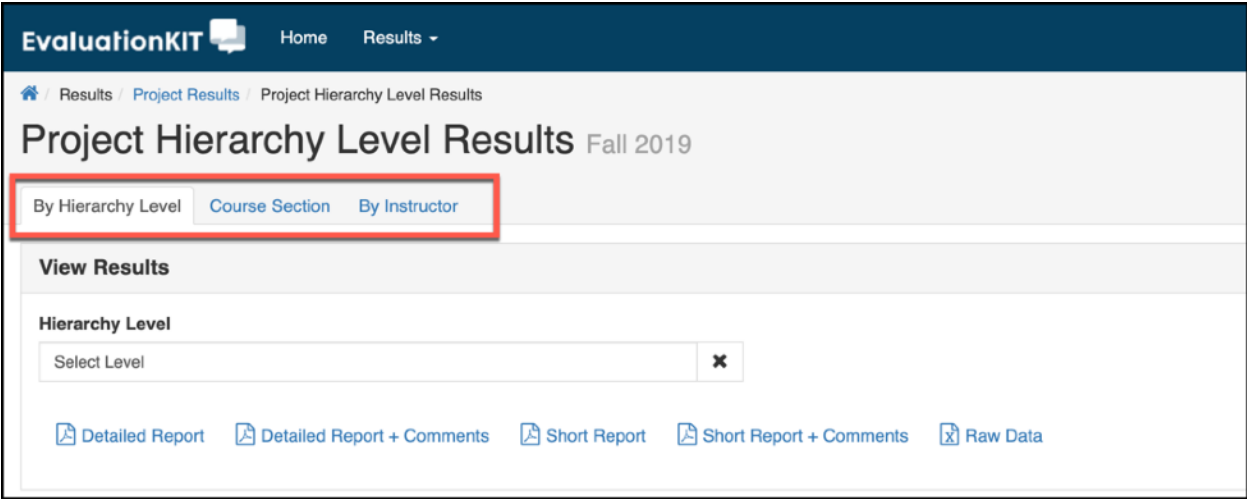 EvaluationKIT Home Results
/ Results / Project Results / Project Hierarchy Level Results
Project Hierarchy Level Results Fall 2019
By Hierarchy Level Course Section By Instructor
View Results
Hierarchy Level
Select Level ✖
Detailed Report Detailed Report + Comments Short Report Short Report + Comments Raw Data